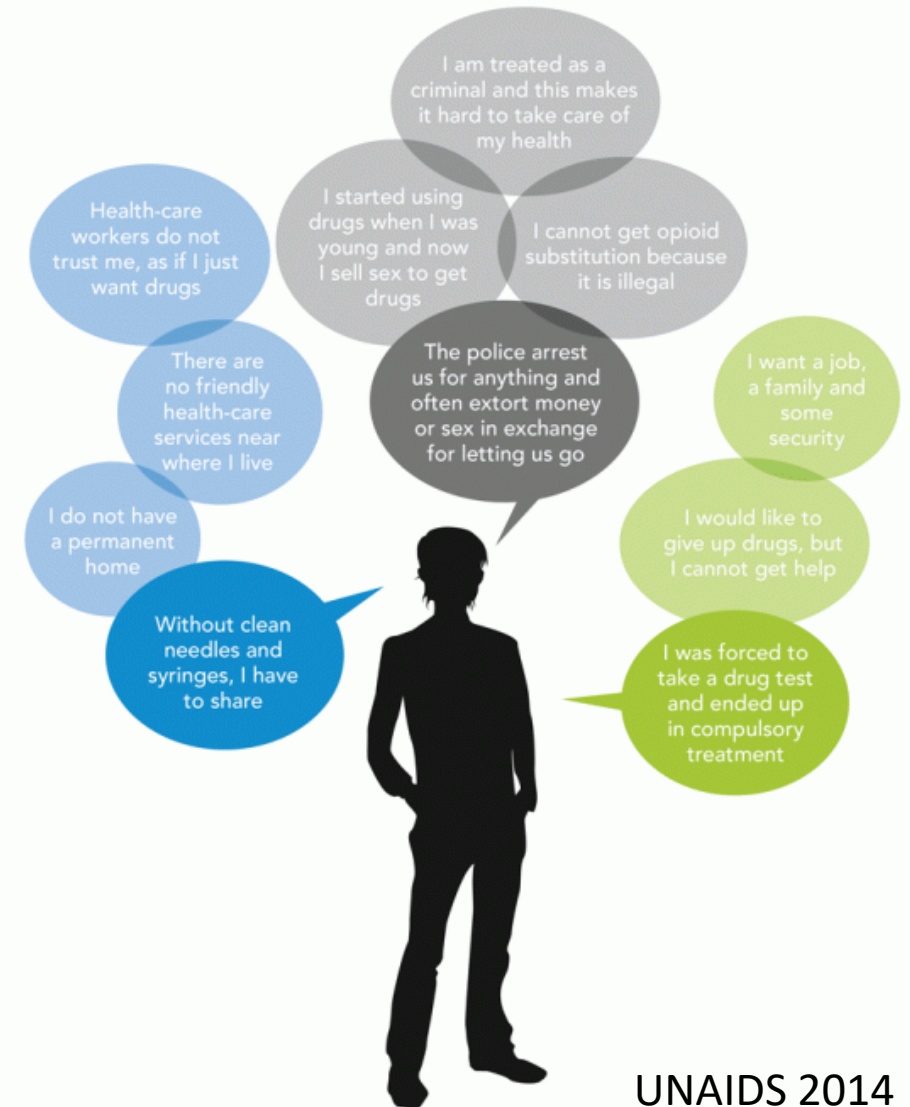 I am treated as a
criminal and this makes
it hard to take care of
my health
I started using
drugs when I was
young and now
I sell sex to get
drugs
I cannot get opioid
substitution because
it is illegal
The police arrest
us for anything and
often extort money
or sex in exchange
for letting us go
Health-care
workers do not
trust me, as if I just
want drugs
There are
no friendly
health-care
services near
where I live
I do not have
a permanent
home
Without clean
needles and
syringes, I have
to share
I want a job,
a family and
some
security
I would like to
give up drugs, but
I cannot get help
I was forced to
take a drug test
and ended up
in compulsory
treatment
UNAIDS 2014